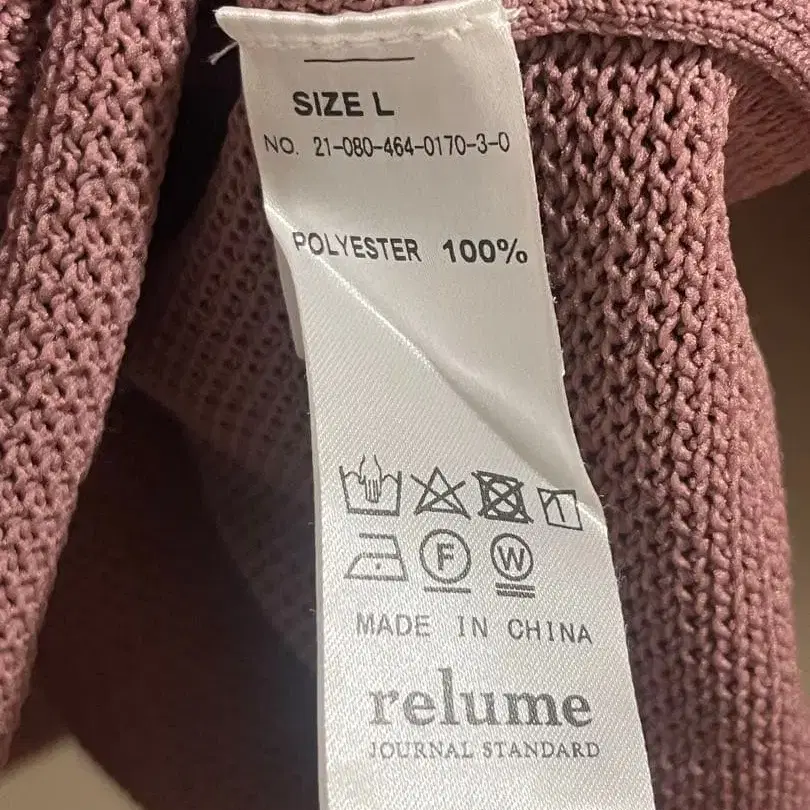 SIZE L
NO. 21-080-464-0170-3-0
POLYESTER 100%
F W
MADE IN CHINA
relume
JOURNAL STANDARD